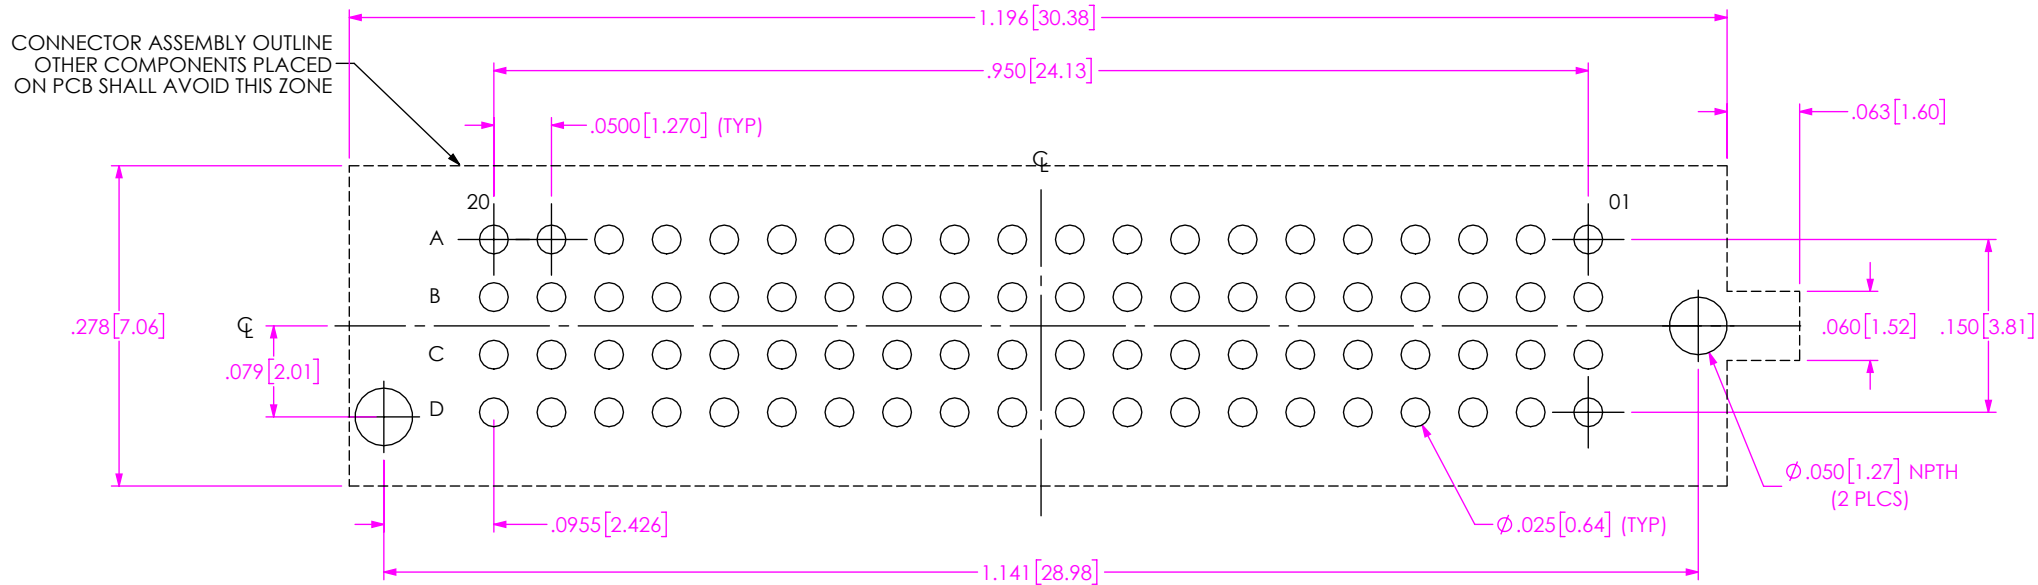 1.196[30.38]
CONNECTOR ASSEMBLY OUTLINE
OTHER COMPONENTS PLACED
ON PCB SHALL AVOID THIS ZONE
.950[24.13]
.0500[1.270] (TYP)
.063[1.60]
℄
20
01
A
B
.278[7.06]
℄
.060[1.52]
.150[3.81]
C
.079[2.01]
D
Ø.050[1.27] NPTH
(2 PLCS)
.0955[2.426]
Ø.025[0.64] (TYP)
1.141[28.98]